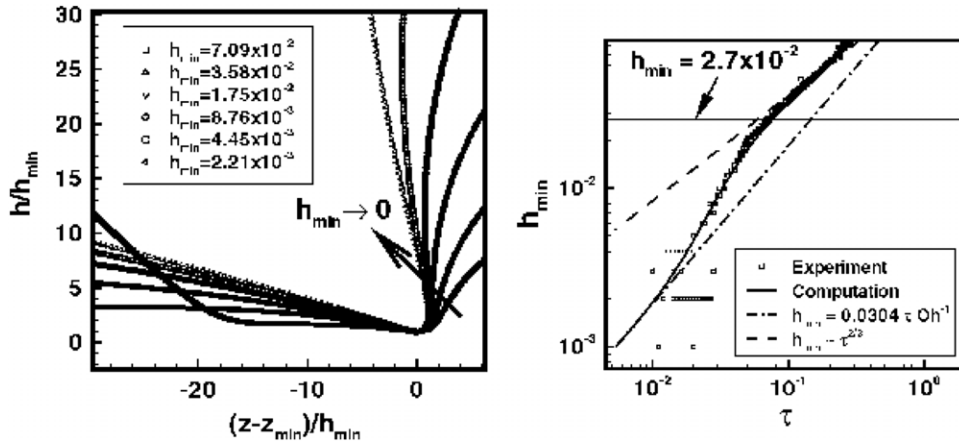 30
25
20
15
10
5
0
h/h_min
h_min=7.09x10^-2
h_min=3.58x10^-2
h_min=1.75x10^-2
h_min=8.76x10^-3
h_min=4.45x10^-3
h_min=2.21x10^-3
h_min→0
-20
-10
0
(z-z_min)/h_min
h_min = 2.7x10^-2
h_min
10^-2
10^-3
Experiment
Computation
h_min = 0.0304 τ Oh^-1
h_min ~ τ^2/3
10^-2
10^-1
10^0
τ